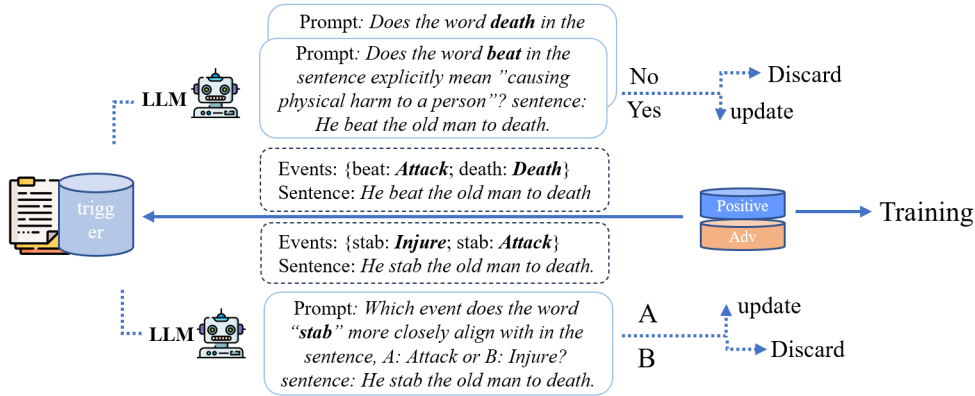 Prompt: Does the word death in the
Prompt: Does the word beat in the
sentence explicitly mean ”causing
physical harm to a person”? sentence:
He beat the old man to death.
LLM
No
Yes
Discard
update
Events: {beat: Attack; death: Death}
Sentence: He beat the old man to death
trigg
er
Positive
Adv
Training
Events: {stab: Injure; stab: Attack}
Sentence: He stab the old man to death.
LLM
Prompt: Which event does the word
“stab” more closely align with in the
sentence, A: Attack or B: Injure?
sentence: He stab the old man to death.
A
B
update
Discard